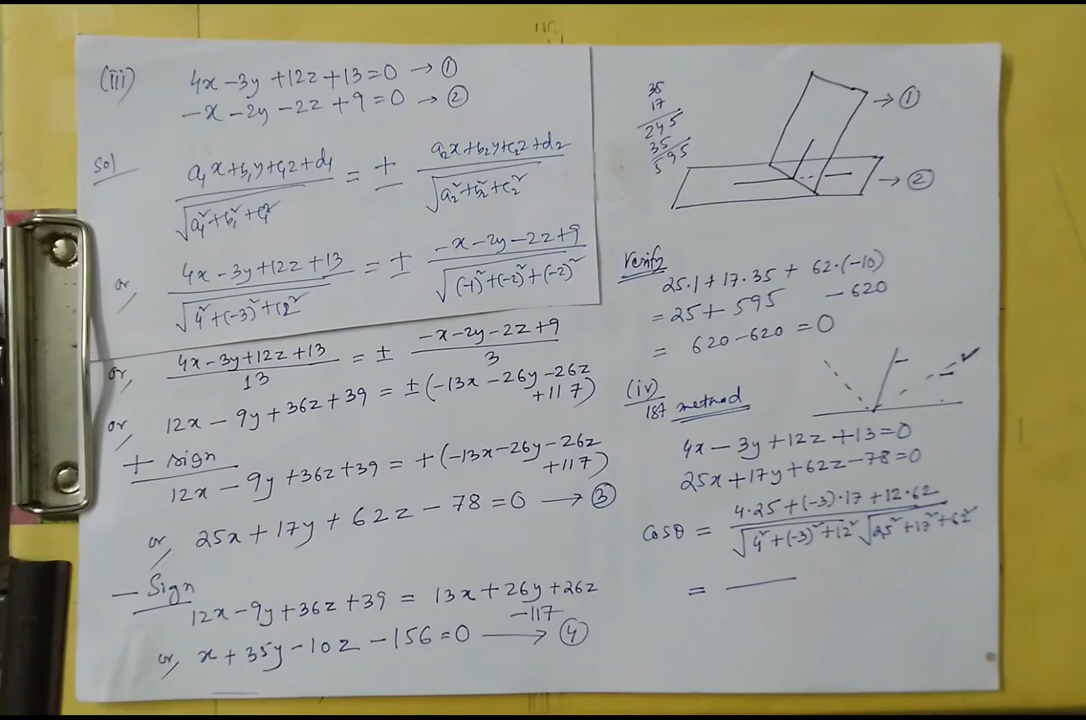 (iii) 4x - 3y + 12z + 13 = 0 → ①
-x - 2y - 2z + 9 = 0 → ②
Sol (a₁x + b₁y + c₁z + d₁)/√(a₁² + b₁² + c₁²) = ± (a₂x + b₂y + c₂z + d₂)/√(a₂² + b₂² + c₂²)
or, (4x - 3y + 12z + 13)/√(4² + (-3)² + 12²) = ± (-x - 2y - 2z + 9)/√((-1)² + (-2)² + (-2)²)
or, (4x - 3y + 12z + 13)/13 = ± (-x - 2y - 2z + 9)/3
or, 12x - 9y + 36z + 39 = ± (-13x - 26y - 26z
+ 117)
+ sign
12x - 9y + 36z + 39 = + (-13x - 26y - 26z
+ 117)
or, 25x + 17y + 62z - 78 = 0 → ③
- Sign
12x - 9y + 36z + 39 = 13x + 26y + 26z
- 117
or, x + 35y - 10z - 156 = 0 → ④
35
17
245
35
595
→ ①
→ ②
Verify
25·1 + 17·35 + 62·(-10)
= 25 + 595 - 620
= 620 - 620 = 0
(iv)
1st method
4x - 3y + 12z + 13 = 0
25x + 17y + 62z - 78 = 0
cosθ = (4·25 + (-3)·17 + 12·62)/(√(4² + (-3)² + 12²) √(25² + 17² + 62²))
= —